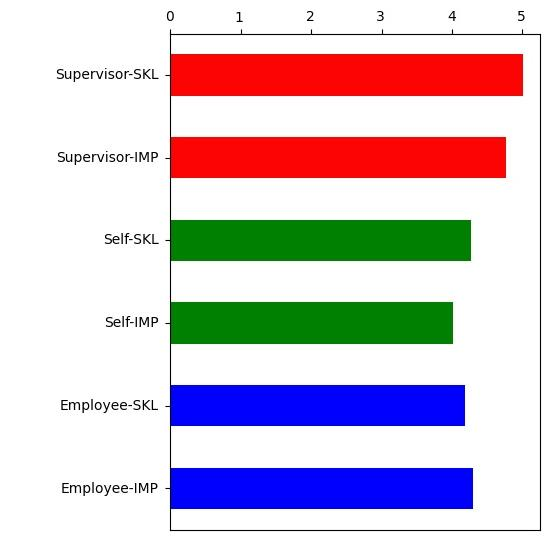 0 1 2 3 4 5
Supervisor-SKL
Supervisor-IMP
Self-SKL
Self-IMP
Employee-SKL
Employee-IMP